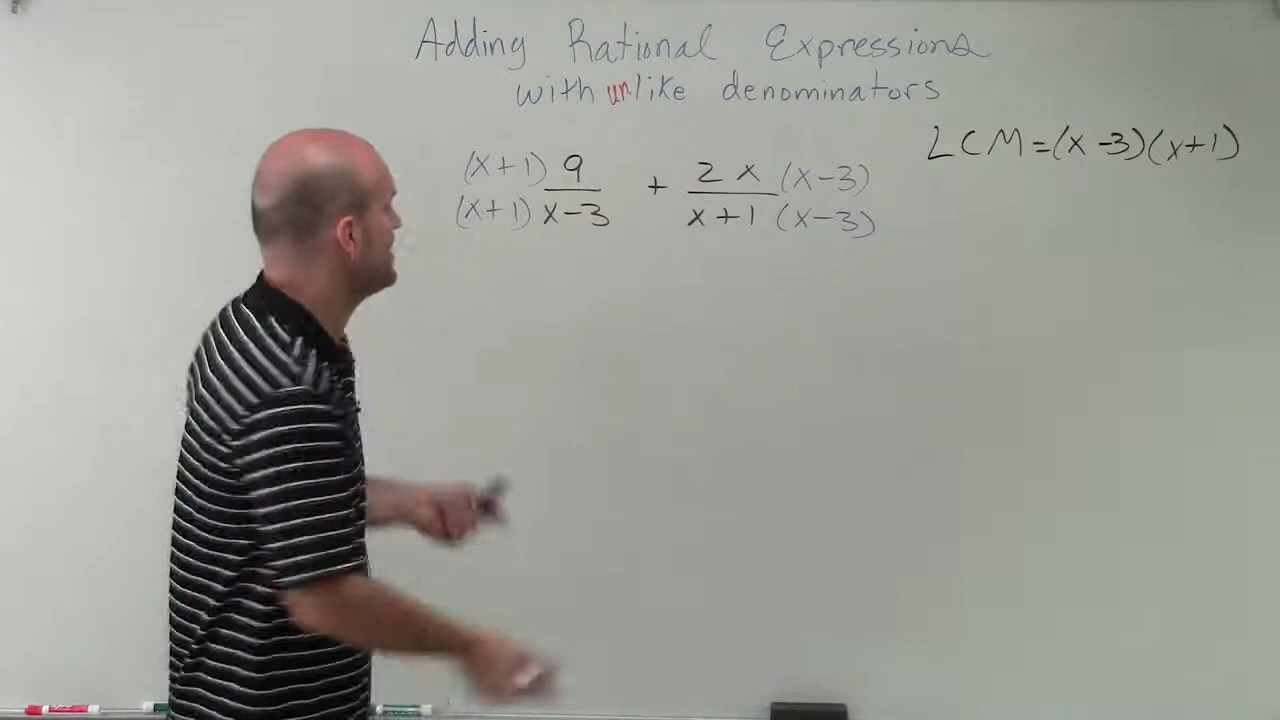 Adding Rational Expressions
with unlike denominators
LCM=(x-3)(x+1)
(x+1) 9 + 2x (x-3)
(x+1) x-3 x+1 (x-3)